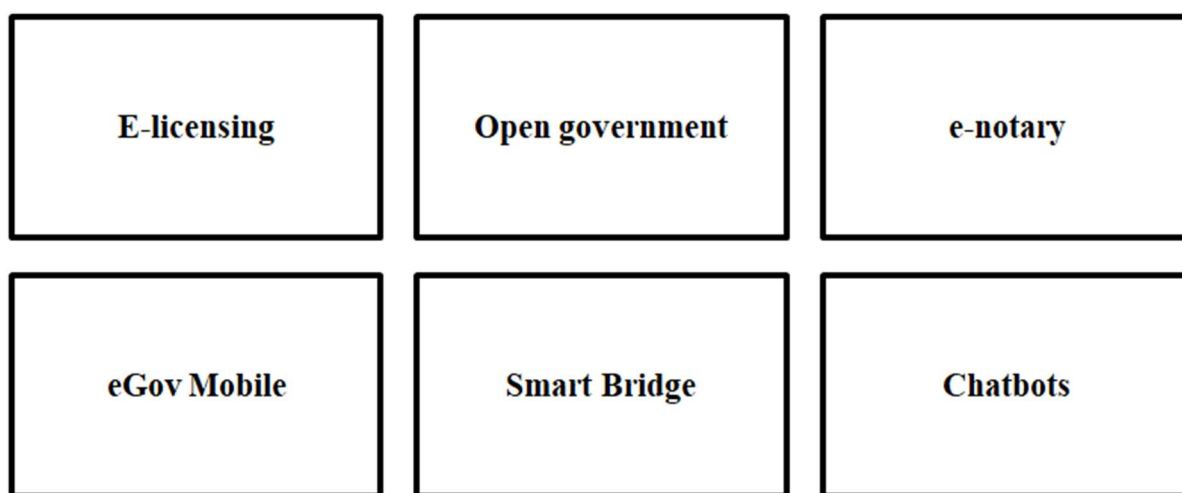 E-licensing
Open government
e-notary
eGov Mobile
Smart Bridge
Chatbots